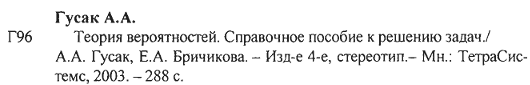 Гусак А.А.
Г96 Теория вероятностей. Справочное пособие к решению задач./
А.А. Гусак, Е.А. Бричикова. – Изд-е 4-е, стереотип.– Мн.: ТетраСис-
темс, 2003. – 288 с.